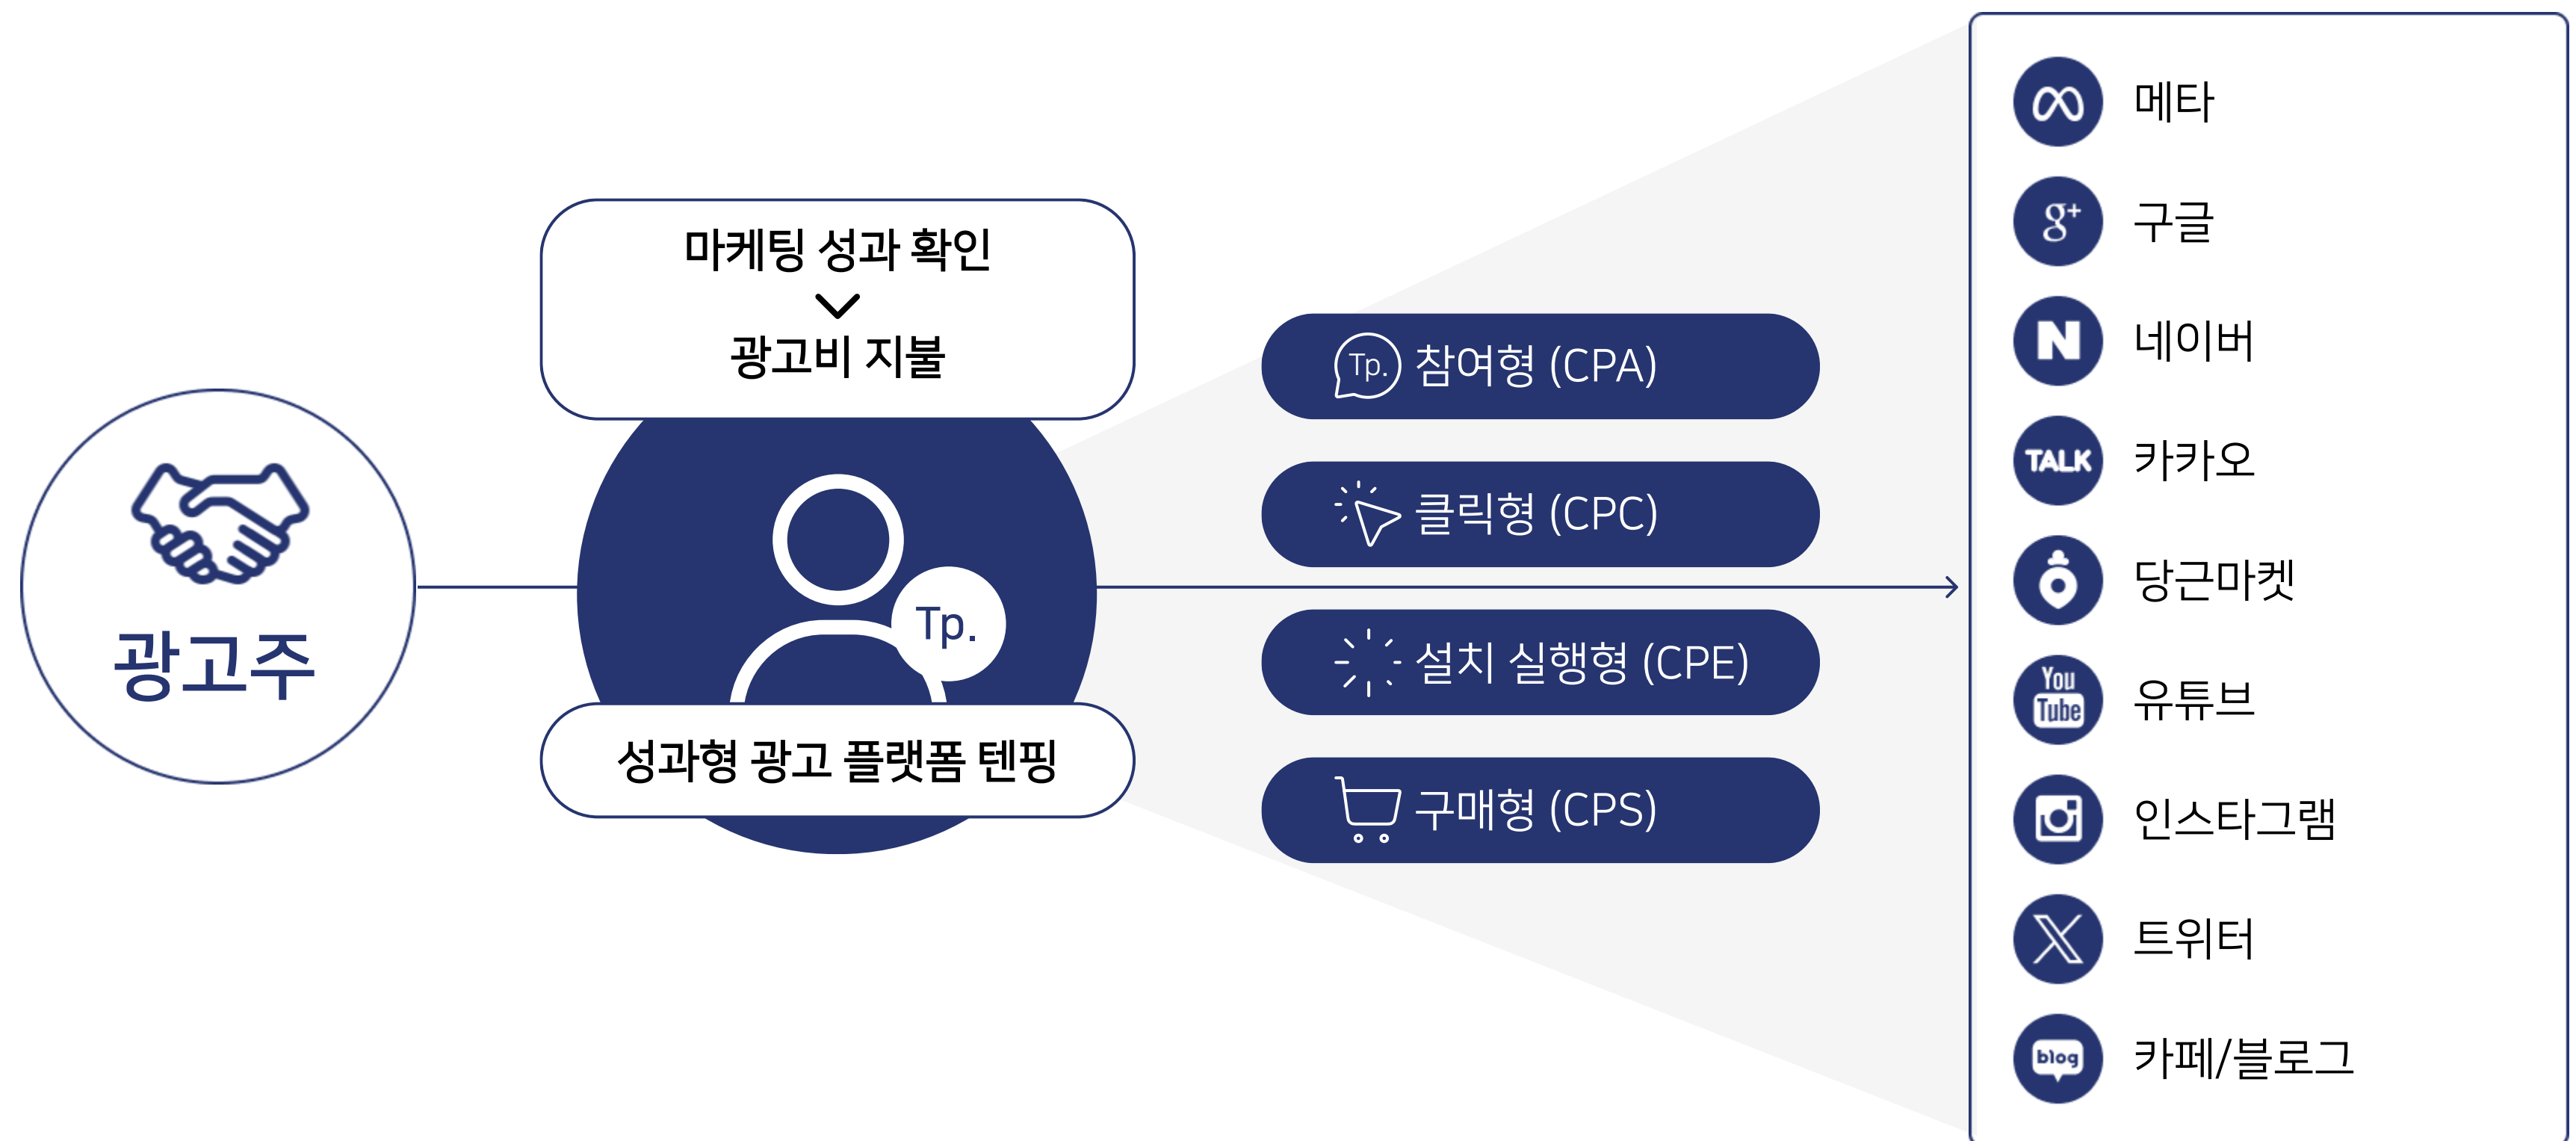 광고주
마케팅 성과 확인
광고비 지불
Tp.
성과형 광고 플랫폼 텐핑
Tp. 참여형 (CPA)
클릭형 (CPC)
설치 실행형 (CPE)
구매형 (CPS)
메타
g+ 구글
N 네이버
TALK 카카오
당근마켓
You
Tube 유튜브
인스타그램
X 트위터
blog 카페/블로그